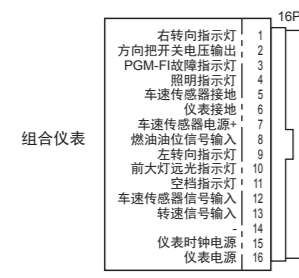 16P
右转向指示灯 1
方向把开关电压输出 2
PGM-FI故障指示灯 3
照明指示灯 4
车速传感器接地 5
仪表接地 6
车速传感器电源+ 7
燃油油位信号输入 8
组合仪表
左转向指示灯 9
前大灯远光指示灯 10
空档指示灯 11
车速传感器信号输入 12
转速信号输入 13
- 14
仪表时钟电源 15
仪表电源 16